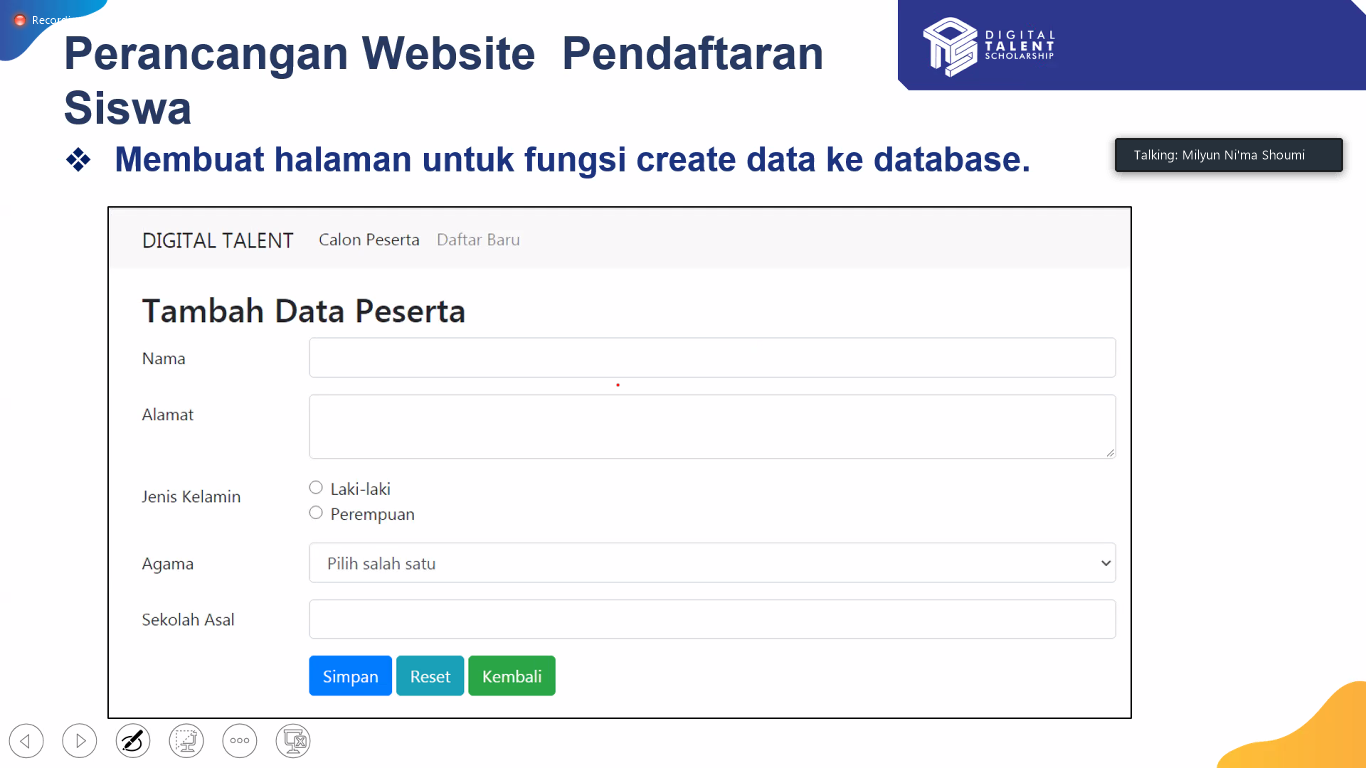 Recordi
Perancangan Website Pendaftaran
Siswa
DIGITAL
TALENT
SCHOLARSHIP
❖ Membuat halaman untuk fungsi create data ke database.
Talking: Milyun Ni'ma Shoumi
DIGITAL TALENT Calon Peserta Daftar Baru
Tambah Data Peserta
Nama
Alamat
Jenis Kelamin
Laki-laki
Perempuan
Agama
Pilih salah satu
Sekolah Asal
Simpan Reset Kembali